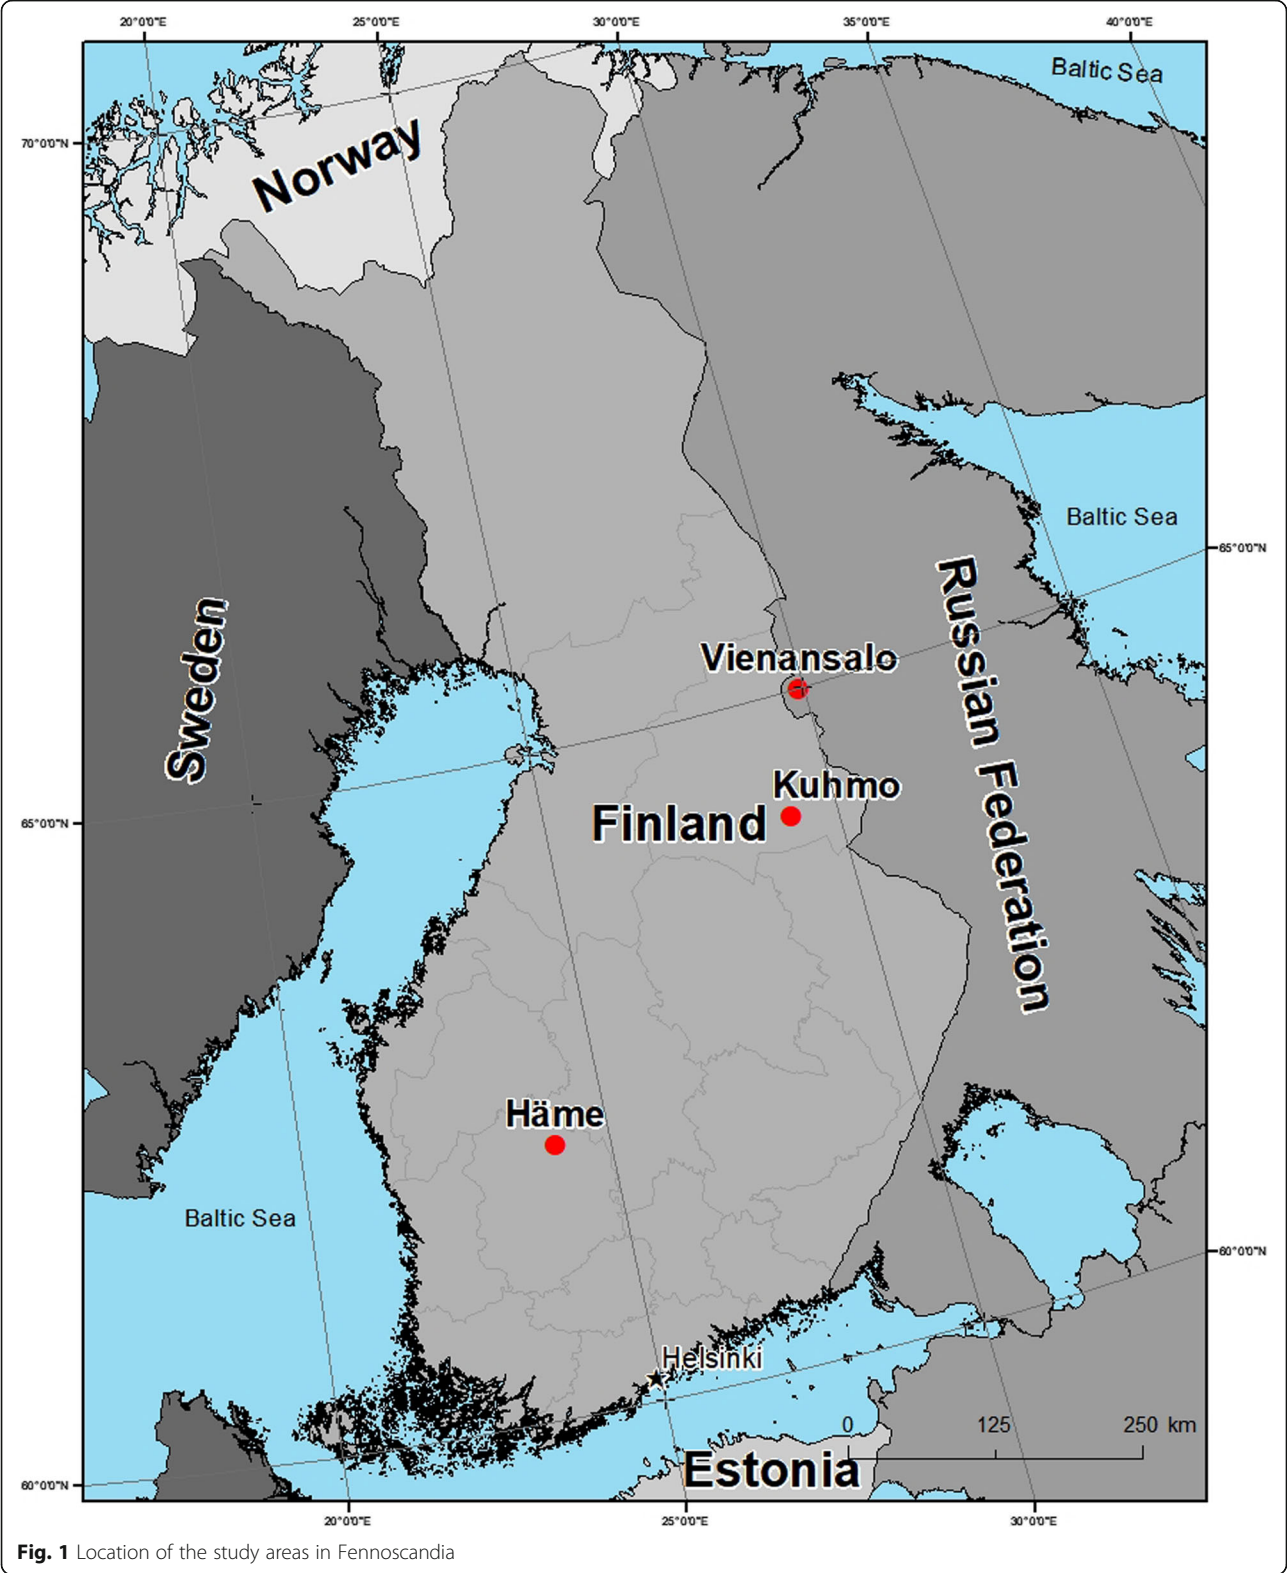 20°0'0"E 25°0'0"E 30°0'0"E 35°0'0"E 40°0'0"E
Baltic Sea
70°0'0"N
Norway
Baltic Sea
65°0'0"N
Russian Federation
Sweden
Vienansalo
Kuhmo
Finland
65°0'0"N
Häme
Baltic Sea
60°0'0"N
Helsinki
0 125 250 km
Estonia
60°0'0"N
20°0'0"E 25°0'0"E 30°0'0"E
Fig. 1 Location of the study areas in Fennoscandia